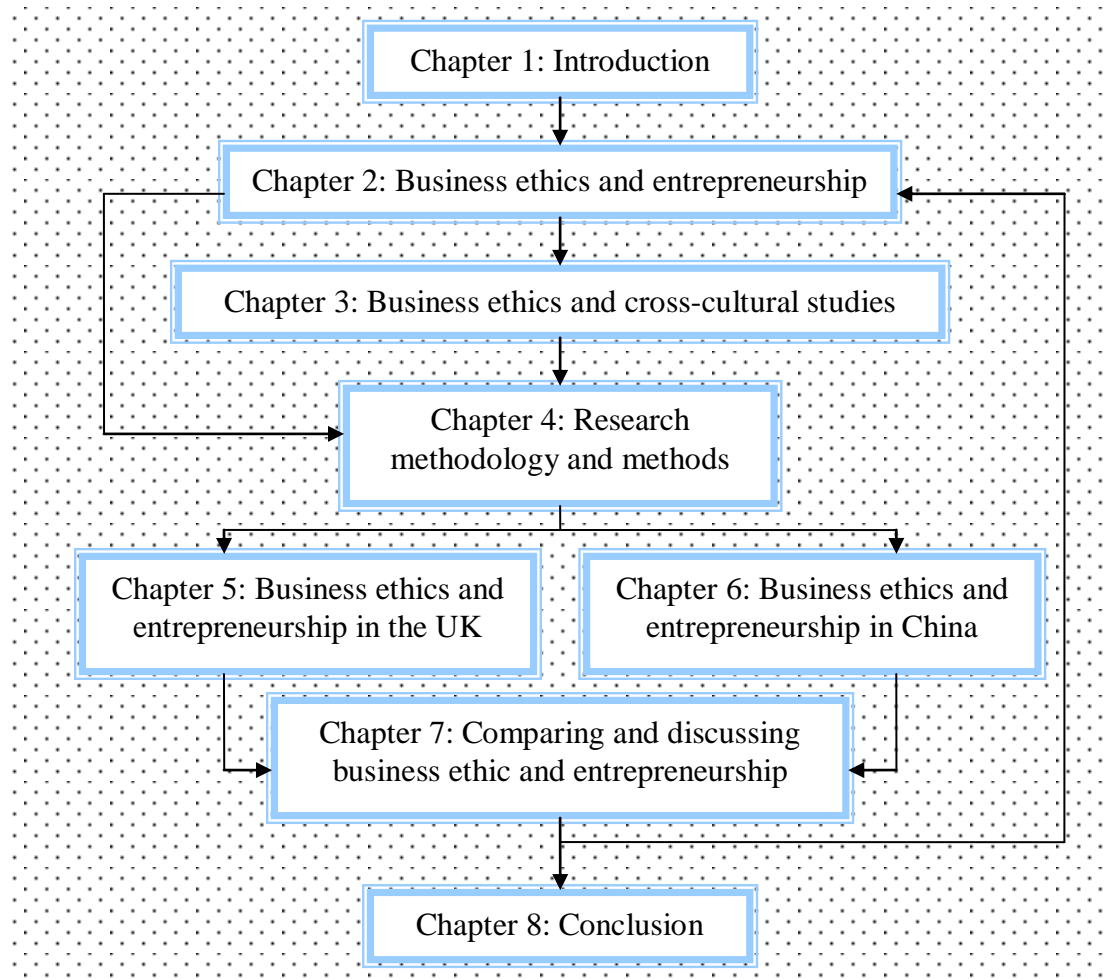 Chapter 1: Introduction
Chapter 2: Business ethics and entrepreneurship
Chapter 3: Business ethics and cross-cultural studies
Chapter 4: Research
methodology and methods
Chapter 5: Business ethics and
entrepreneurship in the UK
Chapter 6: Business ethics and
entrepreneurship in China
Chapter 7: Comparing and discussing
business ethic and entrepreneurship
Chapter 8: Conclusion